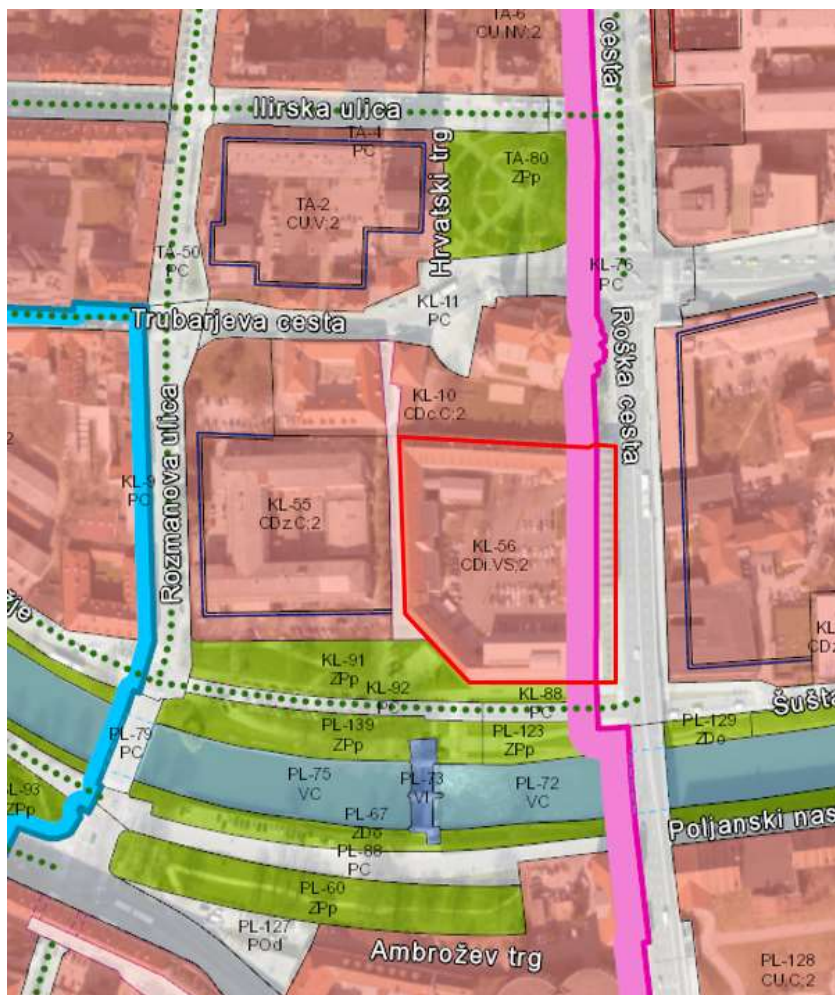 TA-6
CU.NV;2
cesta
Ilirska ulica
TA-4
PC
Hrvatski trg
TA-80
ZPp
TA-2
CU.V;2
TA-50
PC
KL-76
PC
KL-11
PC
Trubarjeva cesta
Roška cesta
KL-10
CDc.C;2
2
Rozmanova ulica
KL-9
PC
KL-55
CDz.C;2
KL-56
CDi.VS;2
KL-91
ZPp
KL-92
KL-88
PC
Šušta
PL-79
PC
PL-139
ZPp
PL-123
ZPp
PL-129
ZDo
PL-75
VC
PL-73
PL-72
VC
ZPp
PL-67
ZDo
Poljanski nas
PL-88
PC
PL-60
ZPp
PL-127
POd
Ambrožev trg
PL-128
CU.C;2